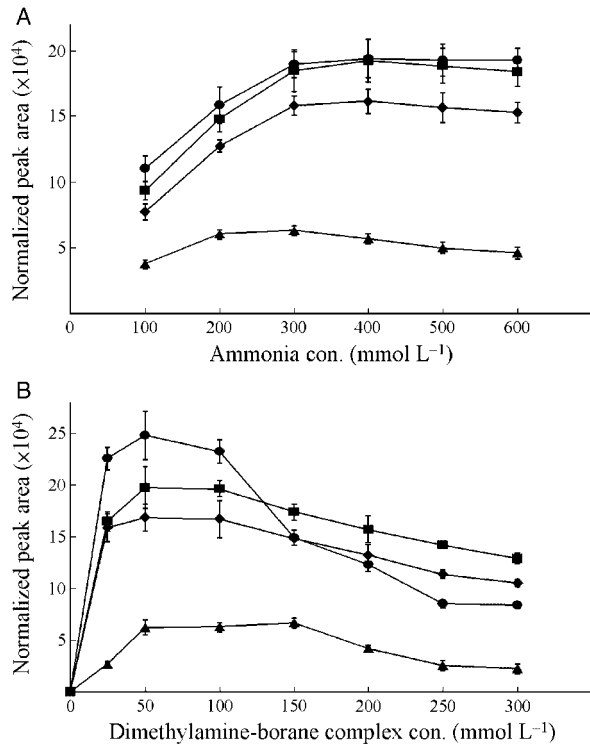 A
Normalized peak area (×10⁴)
20
15
10
5
0 100 200 300 400 500 600
Ammonia con. (mmol L⁻¹)
B
Normalized peak area (×10⁴)
25
20
15
10
5
0 50 100 150 200 250 300
Dimethylamine-borane complex con. (mmol L⁻¹)